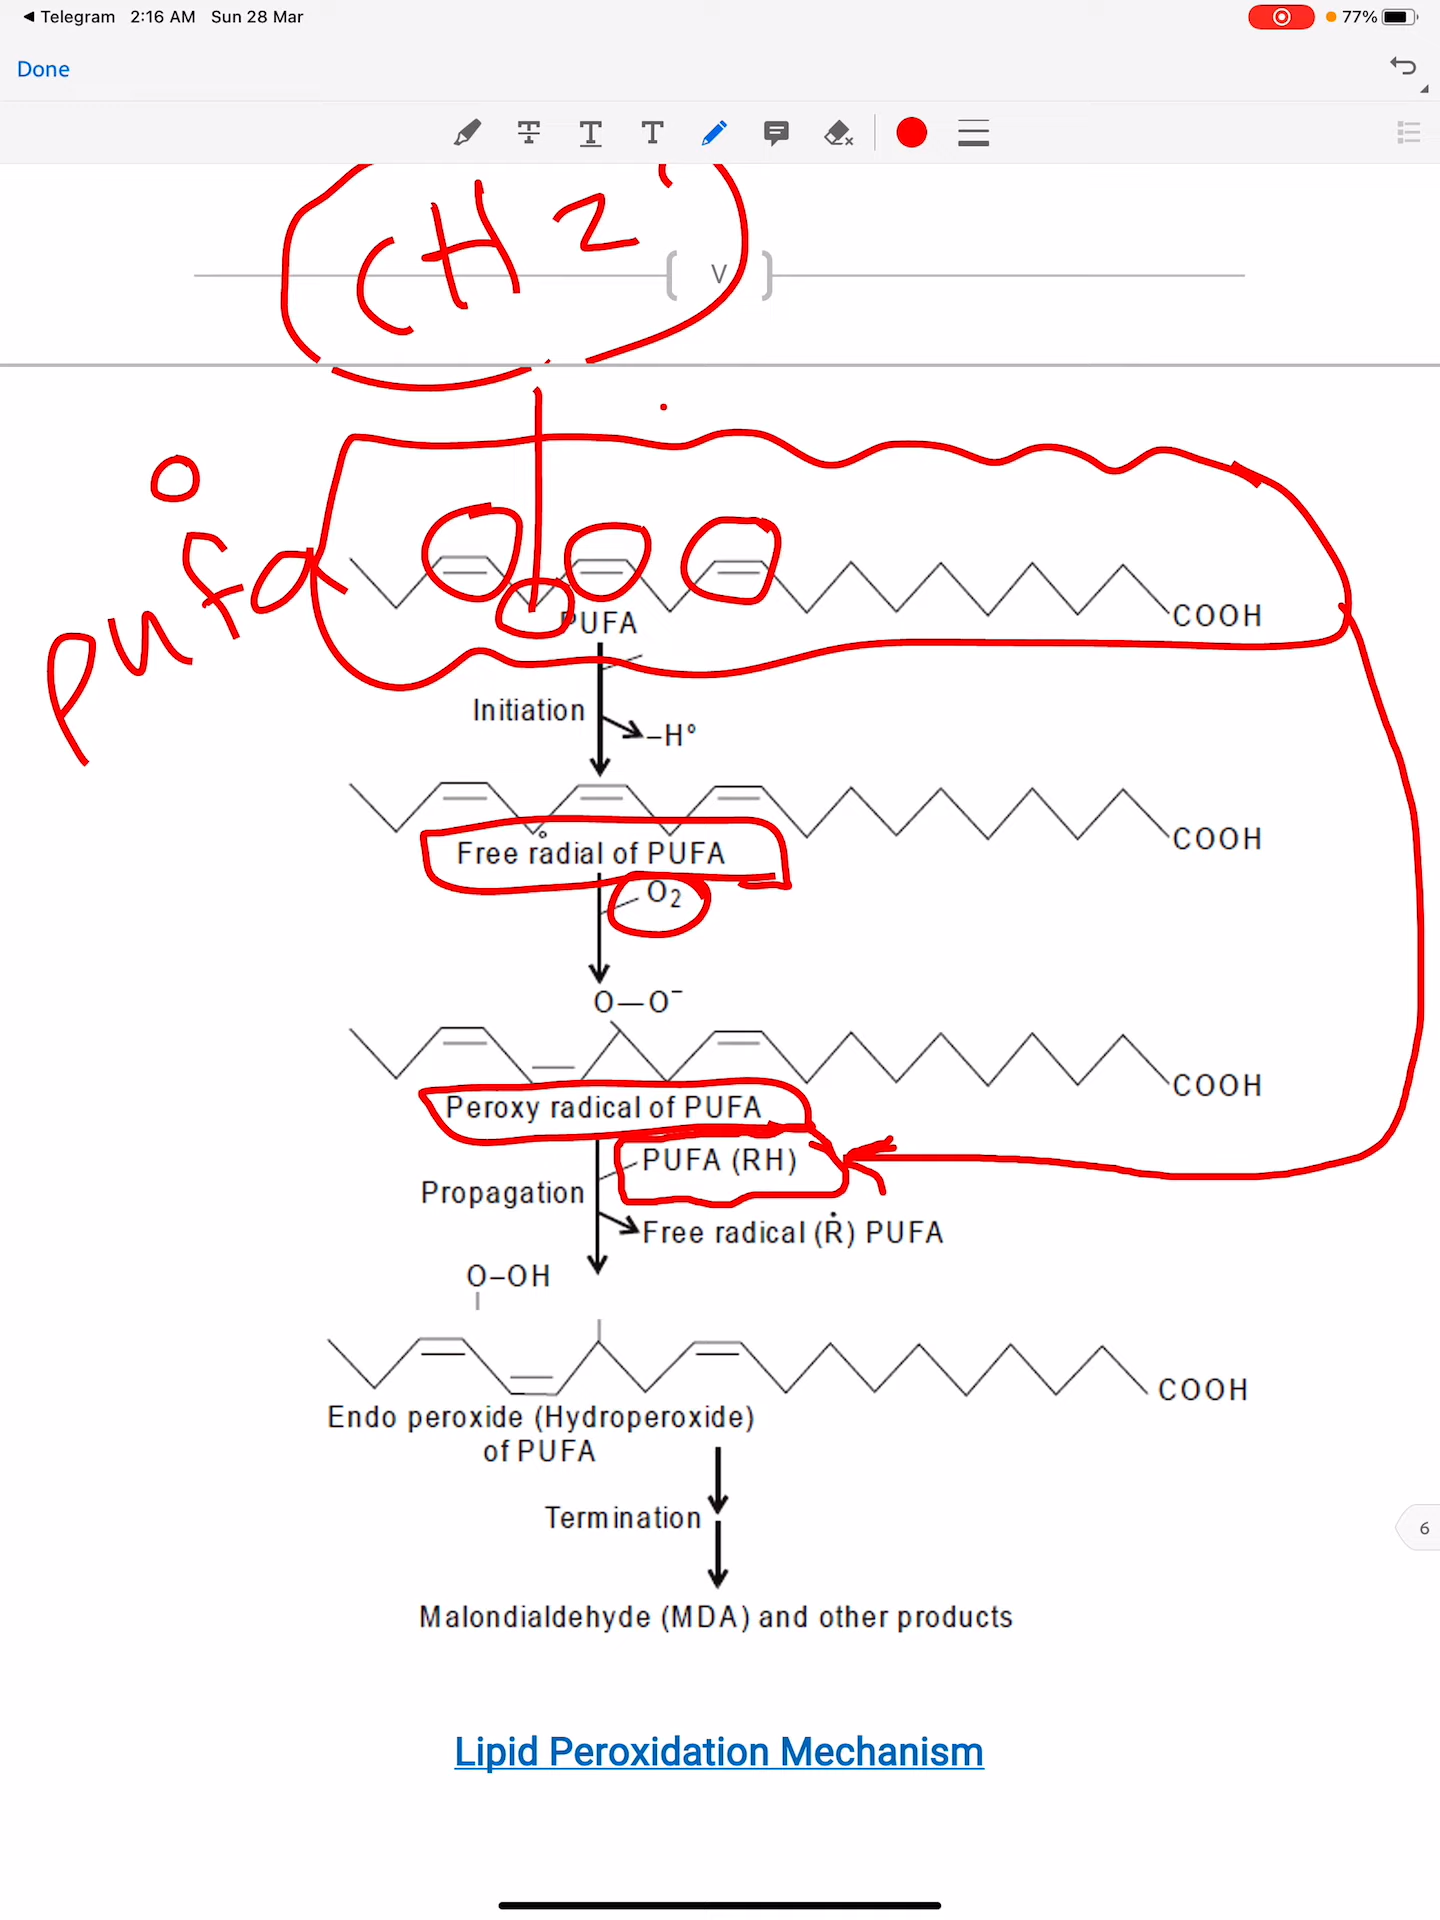 Telegram 2:16 AM Sun 28 Mar 77%
Done
CH2
V
pufa
COOH
PUFA
Initiation
–H°
COOH
Free radial of PUFA
O2
O—O–
COOH
Peroxy radical of PUFA
PUFA (RH)
Propagation
Free radical (Ṙ) PUFA
O–OH
COOH
Endo peroxide (Hydroperoxide)
of PUFA
Termination
6
Malondialdehyde (MDA) and other products
Lipid Peroxidation Mechanism